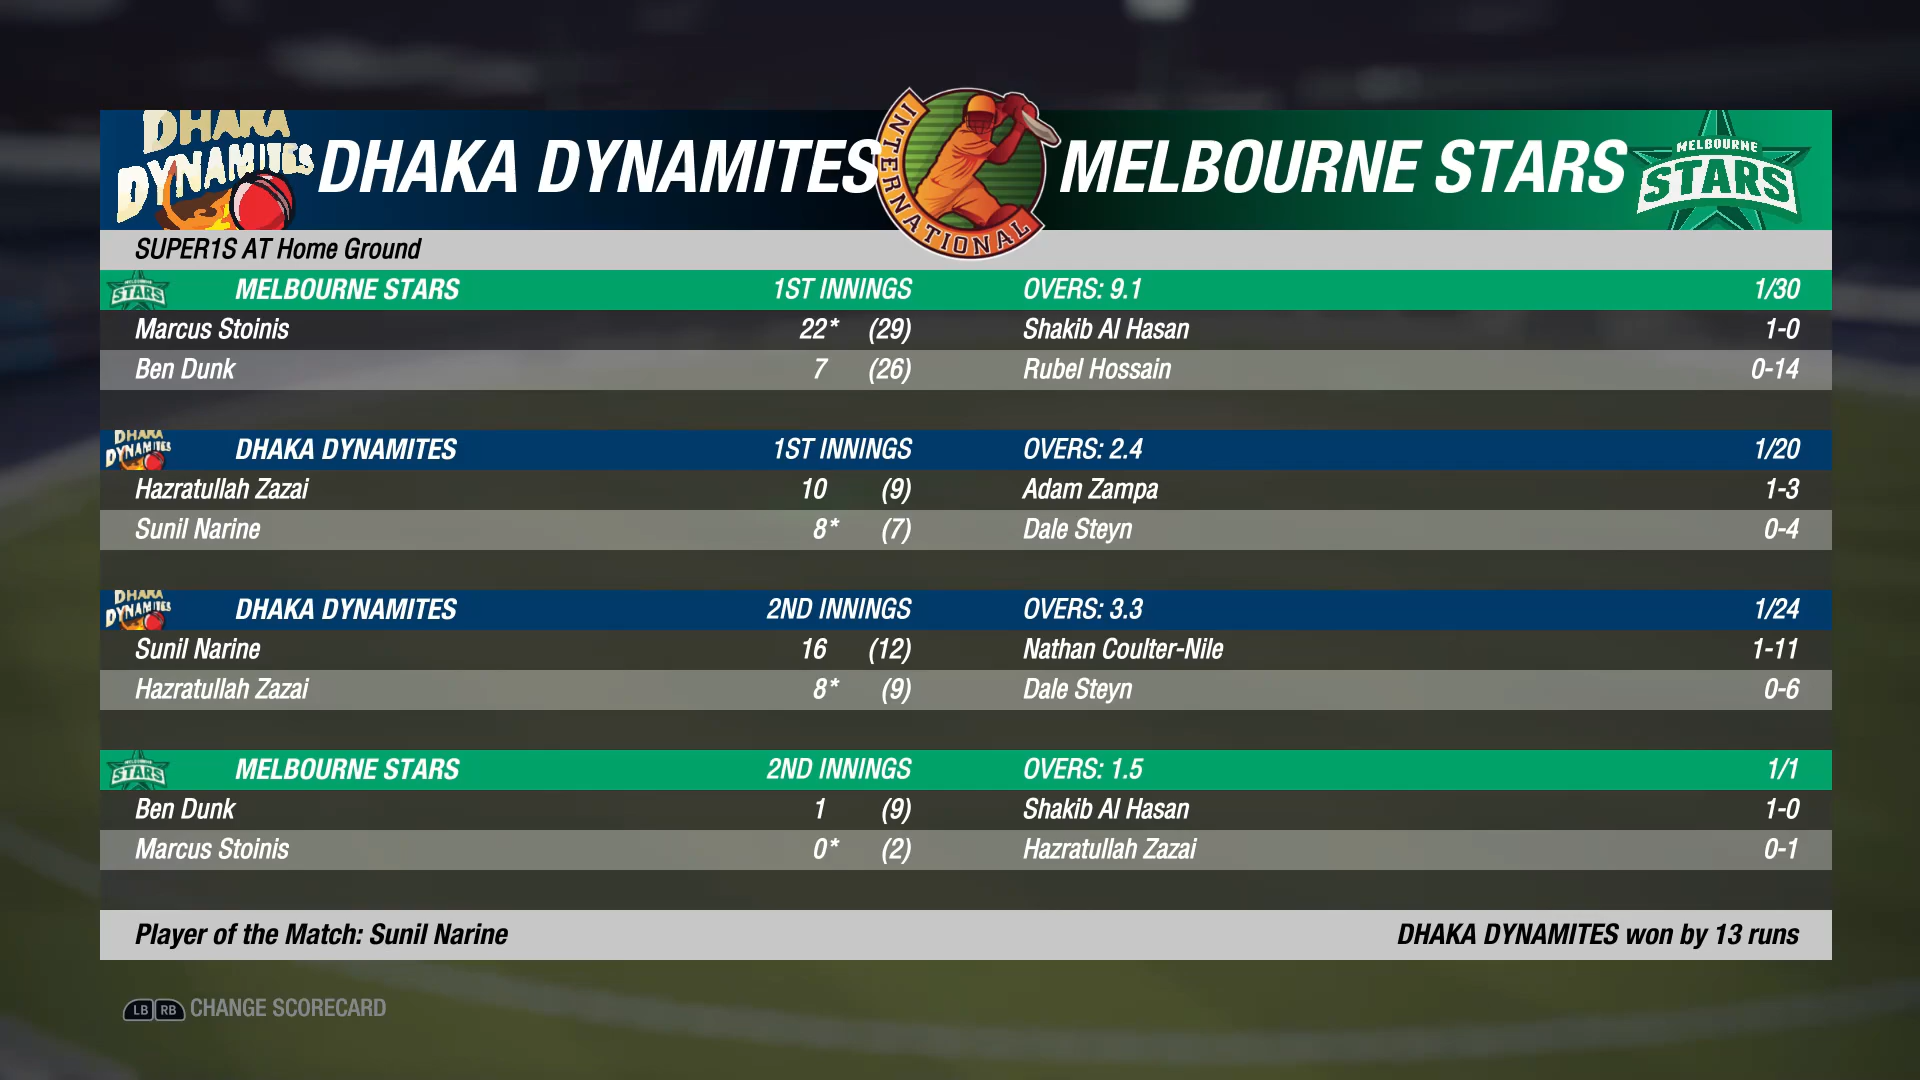 DHAKA DYNAMITES
DHAKA DYNAMITES
INTERNATIONAL
MELBOURNE STARS
MELBOURNE STARS
SUPER1S AT Home Ground
STARS MELBOURNE STARS 1ST INNINGS OVERS: 9.1 1/30
Marcus Stoinis 22* (29) Shakib Al Hasan 1-0
Ben Dunk 7 (26) Rubel Hossain 0-14
DHAKA DYNAMITES DHAKA DYNAMITES 1ST INNINGS OVERS: 2.4 1/20
Hazratullah Zazai 10 (9) Adam Zampa 1-3
Sunil Narine 8* (7) Dale Steyn 0-4
DHAKA DYNAMITES DHAKA DYNAMITES 2ND INNINGS OVERS: 3.3 1/24
Sunil Narine 16 (12) Nathan Coulter-Nile 1-11
Hazratullah Zazai 8* (9) Dale Steyn 0-6
STARS MELBOURNE STARS 2ND INNINGS OVERS: 1.5 1/1
Ben Dunk 1 (9) Shakib Al Hasan 1-0
Marcus Stoinis 0* (2) Hazratullah Zazai 0-1
Player of the Match: Sunil Narine DHAKA DYNAMITES won by 13 runs
LB RB CHANGE SCORECARD